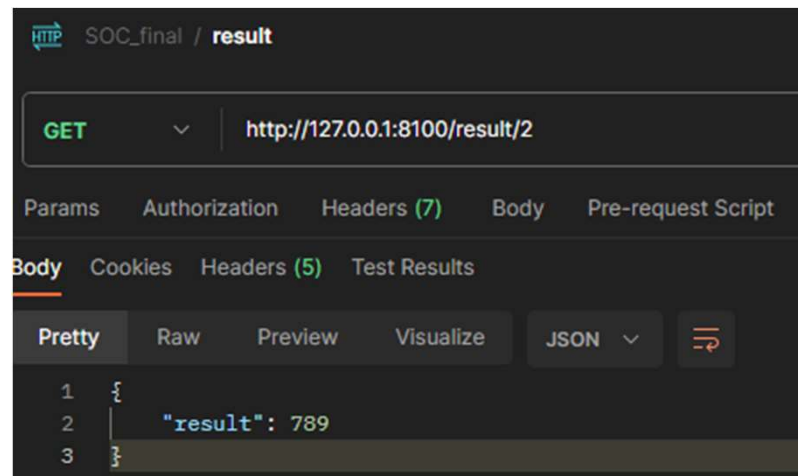 HTTP SOC_final / result
GET http://127.0.0.1:8100/result/2
Params Authorization Headers (7) Body Pre-request Script
Body Cookies Headers (5) Test Results
Pretty Raw Preview Visualize JSON
1 {
2 "result": 789
3 }